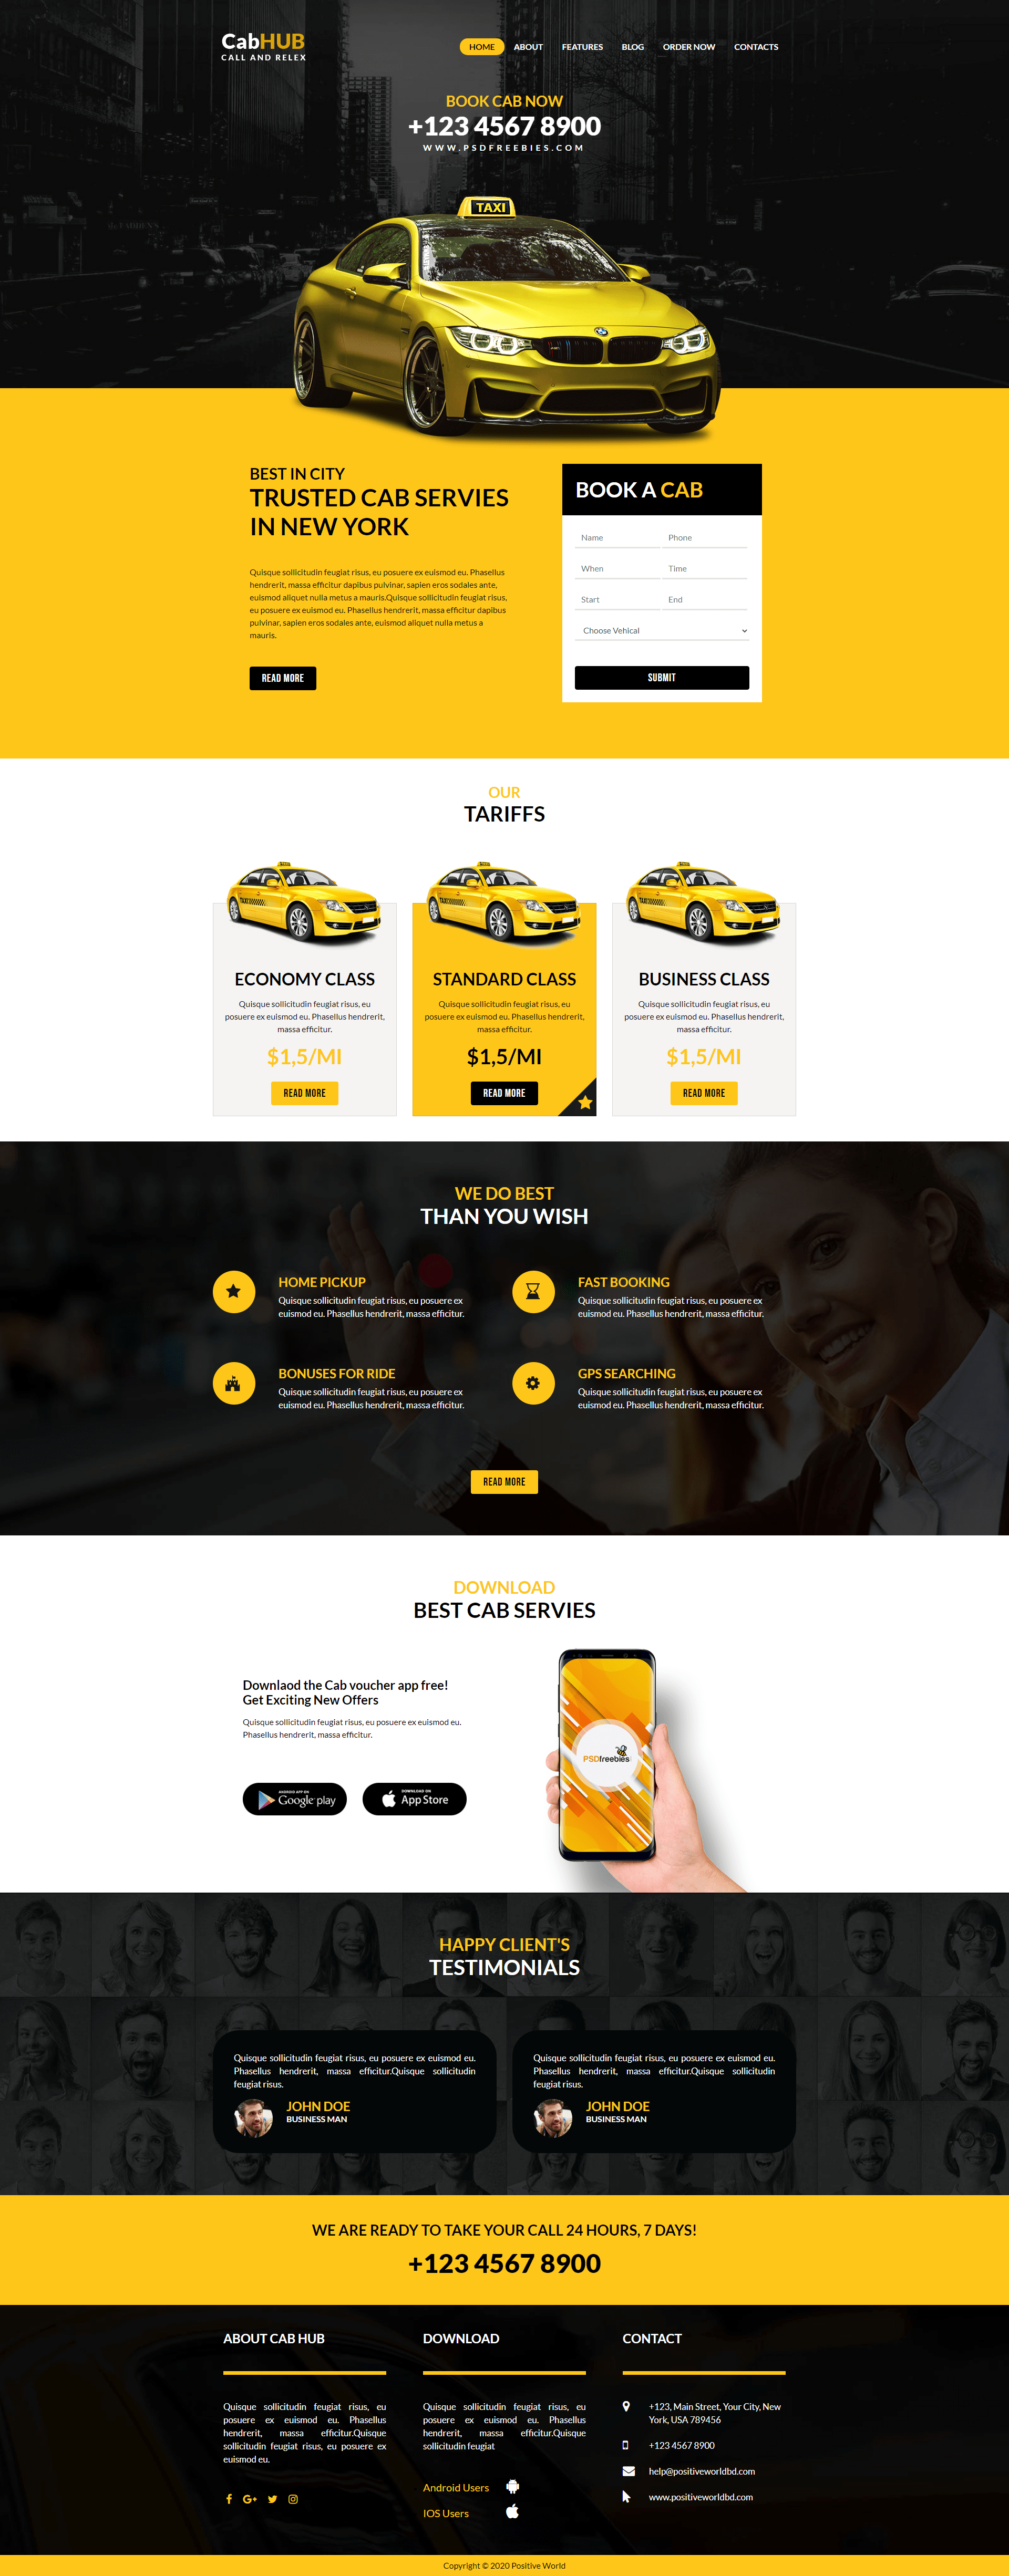 CabHUB
CALL AND RELEX
HOME ABOUT FEATURES BLOG ORDER NOW CONTACTS
BOOK CAB NOW
+123 4567 8900
WWW.PSDFREEBIES.COM
TAXI
BEST IN CITY
TRUSTED CAB SERVIES
IN NEW YORK
Quisque sollicitudin feugiat risus, eu posuere ex euismod eu. Phasellus
hendrerit, massa efficitur dapibus pulvinar, sapien eros sodales ante,
euismod aliquet nulla metus a mauris.Quisque sollicitudin feugiat risus,
eu posuere ex euismod eu. Phasellus hendrerit, massa efficitur dapibus
pulvinar, sapien eros sodales ante, euismod aliquet nulla metus a
mauris.
READ MORE
BOOK A CAB
Name Phone
When Time
Start End
Choose Vehical
SUBMIT
OUR
TARIFFS
ECONOMY CLASS
Quisque sollicitudin feugiat risus, eu
posuere ex euismod eu. Phasellus hendrerit,
massa efficitur.
$1,5/MI
READ MORE
STANDARD CLASS
Quisque sollicitudin feugiat risus, eu
posuere ex euismod eu. Phasellus hendrerit,
massa efficitur.
$1,5/MI
READ MORE
BUSINESS CLASS
Quisque sollicitudin feugiat risus, eu
posuere ex euismod eu. Phasellus hendrerit,
massa efficitur.
$1,5/MI
READ MORE
WE DO BEST
THAN YOU WISH
HOME PICKUP
Quisque sollicitudin feugiat risus, eu posuere ex
euismod eu. Phasellus hendrerit, massa efficitur.
FAST BOOKING
Quisque sollicitudin feugiat risus, eu posuere ex
euismod eu. Phasellus hendrerit, massa efficitur.
BONUSES FOR RIDE
Quisque sollicitudin feugiat risus, eu posuere ex
euismod eu. Phasellus hendrerit, massa efficitur.
GPS SEARCHING
Quisque sollicitudin feugiat risus, eu posuere ex
euismod eu. Phasellus hendrerit, massa efficitur.
READ MORE
DOWNLOAD
BEST CAB SERVIES
Downlaod the Cab voucher app free!
Get Exciting New Offers
Quisque sollicitudin feugiat risus, eu posuere ex euismod eu.
Phasellus hendrerit, massa efficitur.
ANDROID APP ON
Google play
DOWNLOAD ON
App Store
PSDfreebies
HAPPY CLIENT'S
TESTIMONIALS
Quisque sollicitudin feugiat risus, eu posuere ex euismod eu.
Phasellus hendrerit, massa efficitur.Quisque sollicitudin
feugiat risus.
JOHN DOE
BUSINESS MAN
Quisque sollicitudin feugiat risus, eu posuere ex euismod eu.
Phasellus hendrerit, massa efficitur.Quisque sollicitudin
feugiat risus.
JOHN DOE
BUSINESS MAN
WE ARE READY TO TAKE YOUR CALL 24 HOURS, 7 DAYS!
+123 4567 8900
ABOUT CAB HUB
Quisque sollicitudin feugiat risus, eu
posuere ex euismod eu. Phasellus
hendrerit, massa efficitur.Quisque
sollicitudin feugiat risus, eu posuere ex
euismod eu.
DOWNLOAD
Quisque sollicitudin feugiat risus, eu
posuere ex euismod eu. Phasellus
hendrerit, massa efficitur.Quisque
sollicitudin feugiat
Android Users
IOS Users
CONTACT
+123, Main Street, Your City, New
York, USA 789456
+123 4567 8900
help@positiveworldbd.com
www.positiveworldbd.com
Copyright © 2020 Positive World